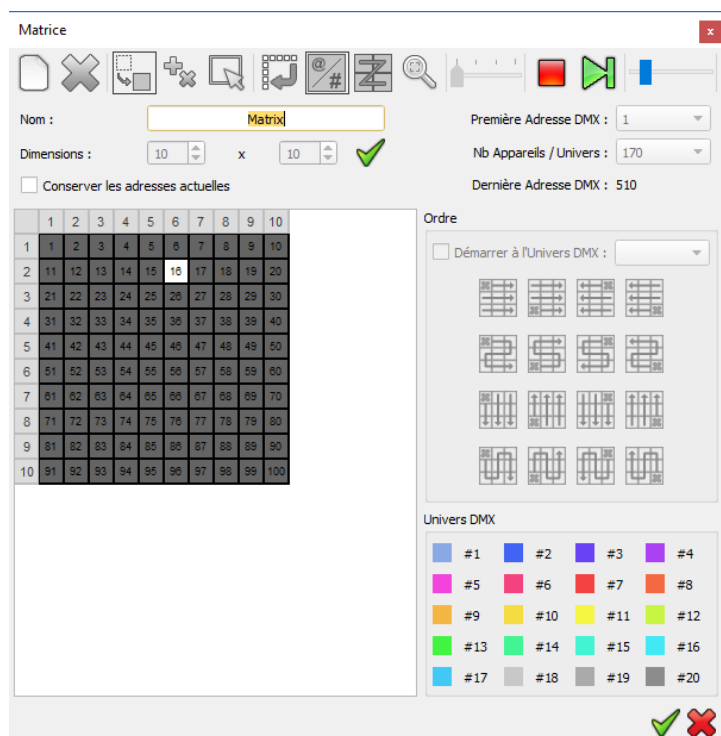 Matrice
x
@
#
Nom : Matrix Première Adresse DMX : 1
Dimensions : 10 x 10 Nb Appareils / Univers : 170
Conserver les adresses actuelles Dernière Adresse DMX : 510
Ordre
1 2 3 4 5 6 7 8 9 10
1 1 2 3 4 5 6 7 8 9 10
Démarrer à l'Univers DMX :
2 11 12 13 14 15 16 17 18 19 20
3 21 22 23 24 25 26 27 28 29 30
4 31 32 33 34 35 36 37 38 39 40
5 41 42 43 44 45 46 47 48 49 50
6 51 52 53 54 55 56 57 58 59 60
7 61 62 63 64 65 66 67 68 69 70
8 71 72 73 74 75 76 77 78 79 80
9 81 82 83 84 85 86 87 88 89 90
10 91 92 93 94 95 96 97 98 99 100
Univers DMX
#1 #2 #3 #4
#5 #6 #7 #8
#9 #10 #11 #12
#13 #14 #15 #16
#17 #18 #19 #20